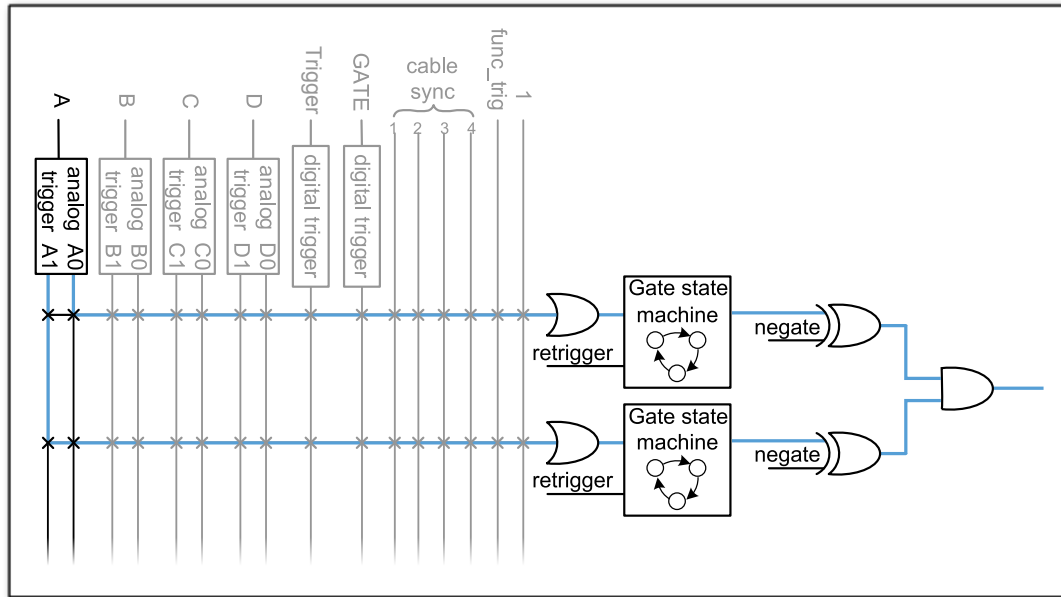 A
B
C
D
Trigger
GATE
cable
sync
func_trig
1
1
2
3
4
analog A0
trigger A1
analog B0
trigger B1
analog C0
trigger C1
analog D0
trigger D1
digital trigger
digital trigger
retrigger
Gate state
machine
negate
retrigger
Gate state
machine
negate